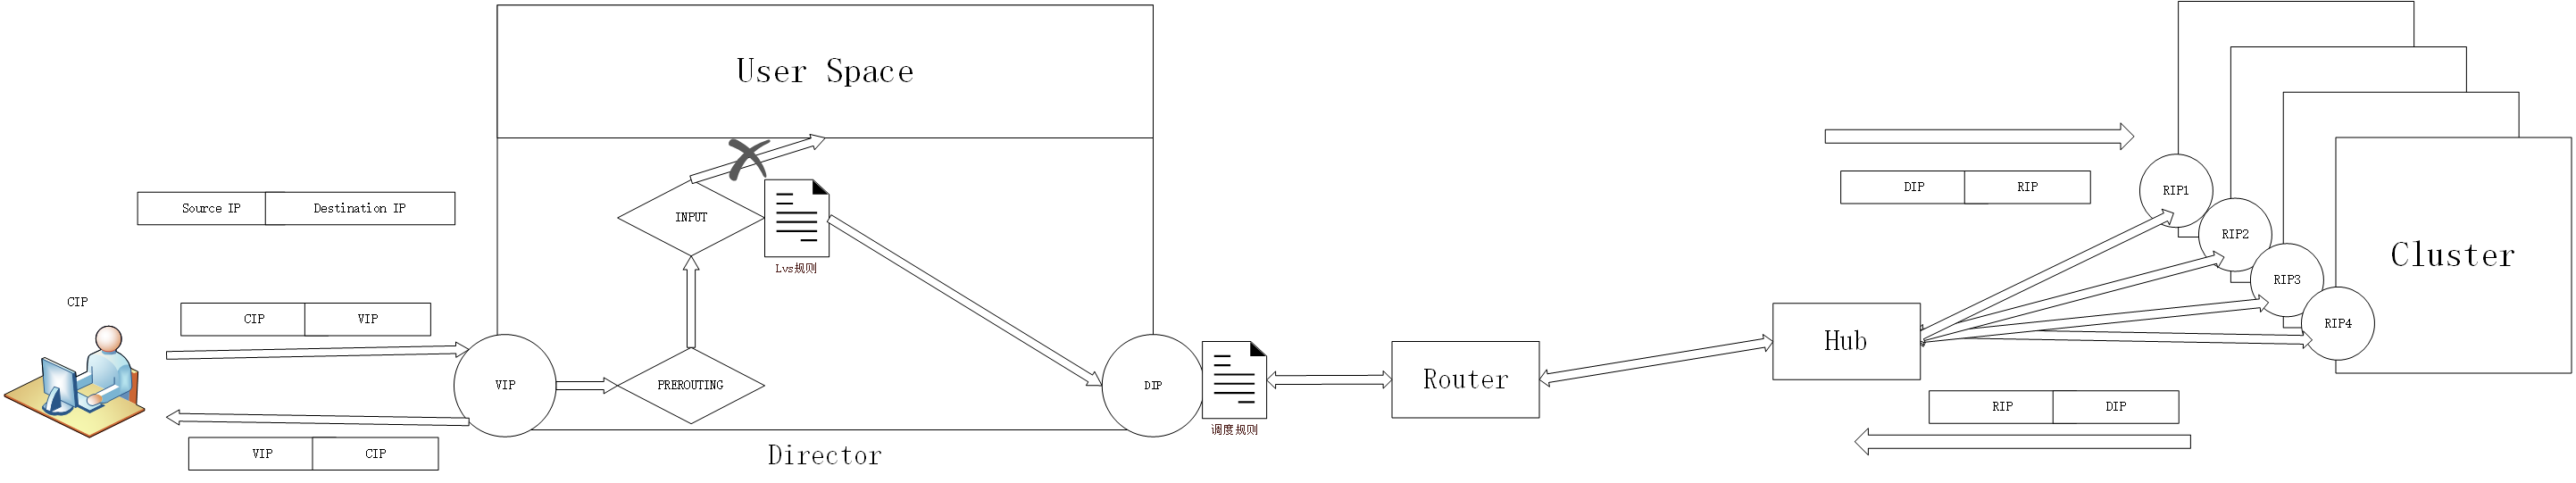 User Space
Source IP
Destination IP
INPUT
Lvs规则
CIP
CIP
VIP
VIP
PREROUTING
VIP
CIP
Director
DIP
调度规则
Router
Hub
DIP
RIP
RIP1
RIP2
RIP3
RIP4
Cluster
RIP
DIP